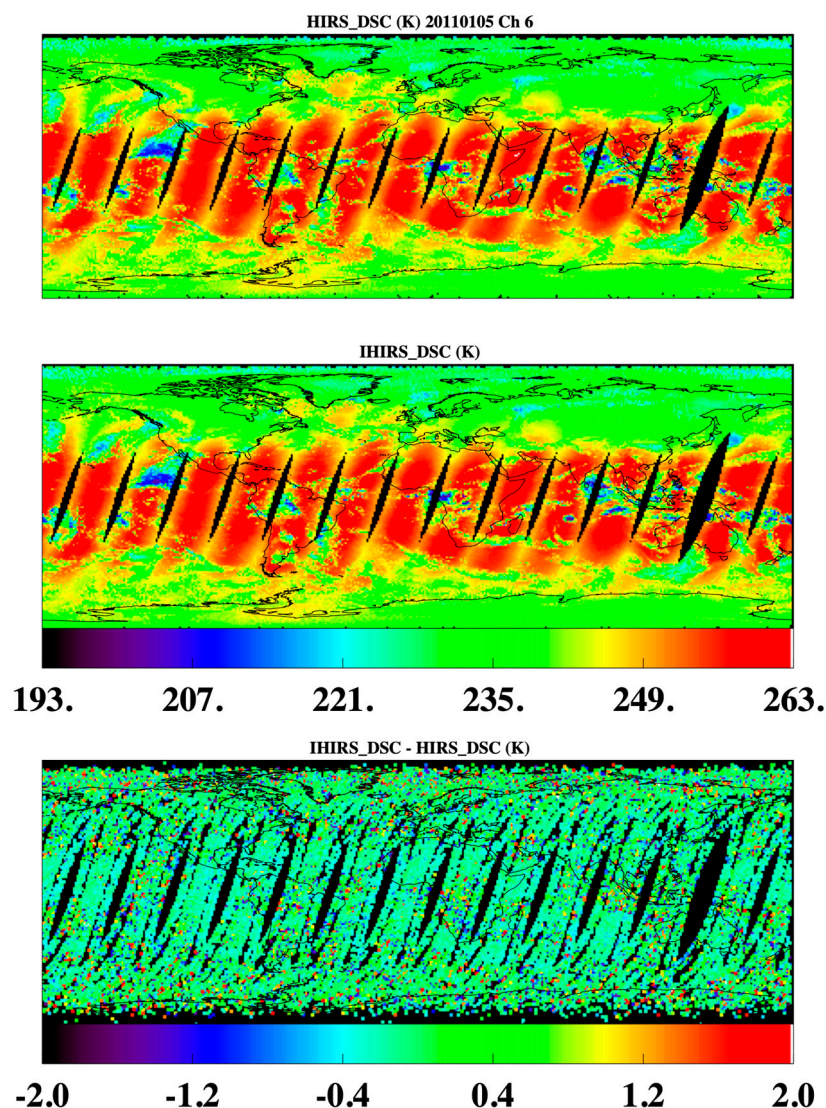 HIRS_DSC (K) 20110105 Ch 6
IHIRS_DSC (K)
193. 207. 221. 235. 249. 263.
IHIRS_DSC - HIRS_DSC (K)
-2.0 -1.2 -0.4 0.4 1.2 2.0